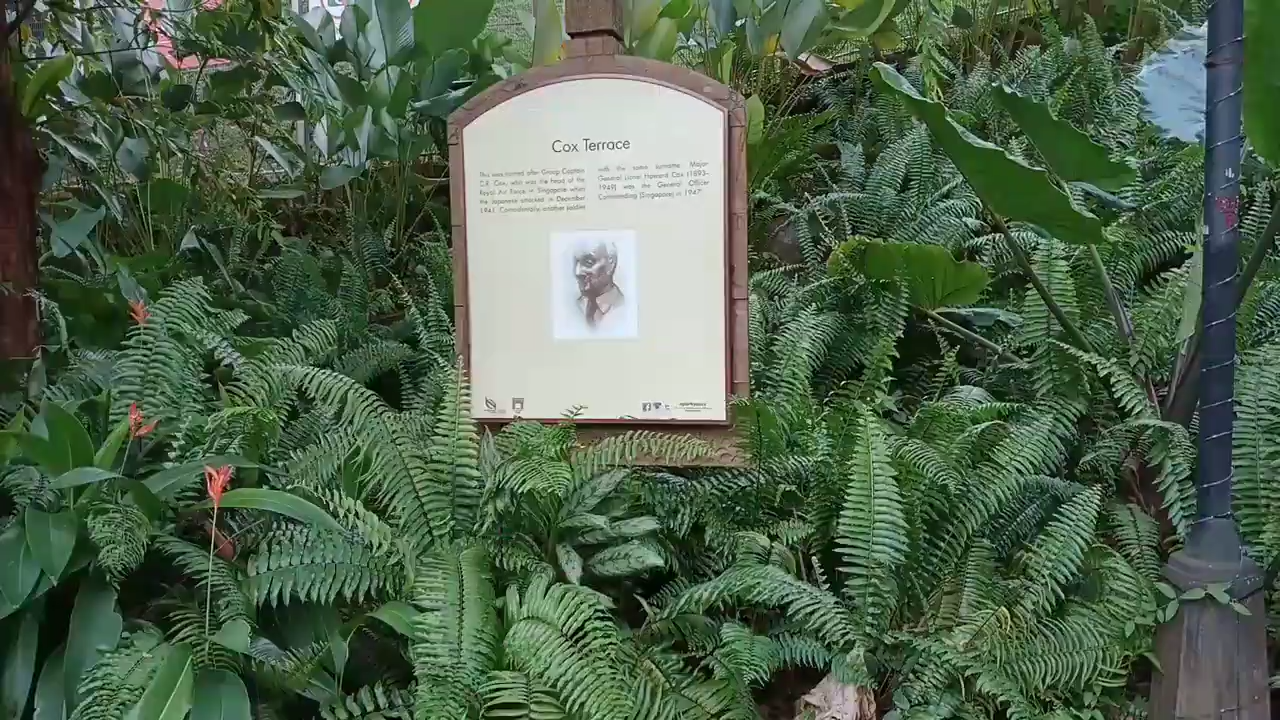 Cox Terrace
This was named after Group Captain
C.R. Cox, who was the head of the
Royal Air Force in Singapore when
the Japanese attacked in December
1941. Coincidentally, another soldier
with the same surname, Major
General Lionel Howard Cox (1893-
1949) was the General Officer
Commanding (Singapore) in 1947.